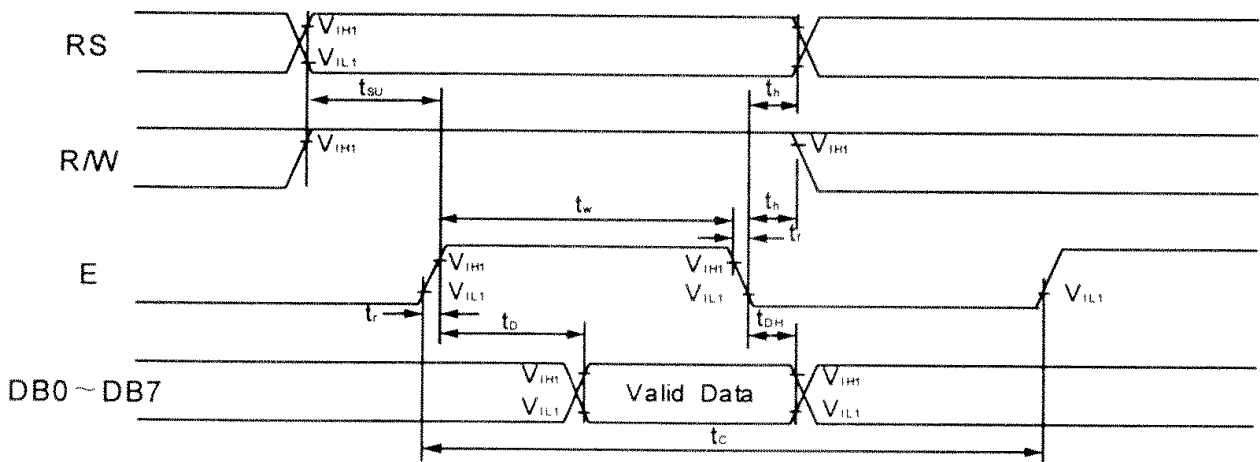 RS
V_IH1
V_IL1
t_SU
t_h
R/W
V_IH1
V_IH1
t_w
t_h
t_f
E
V_IH1
V_IH1
V_IL1
V_IL1
V_IL1
t_r
t_D
t_DH
DB0~DB7
V_IH1
Valid Data
V_IH1
V_IL1
V_IL1
t_C